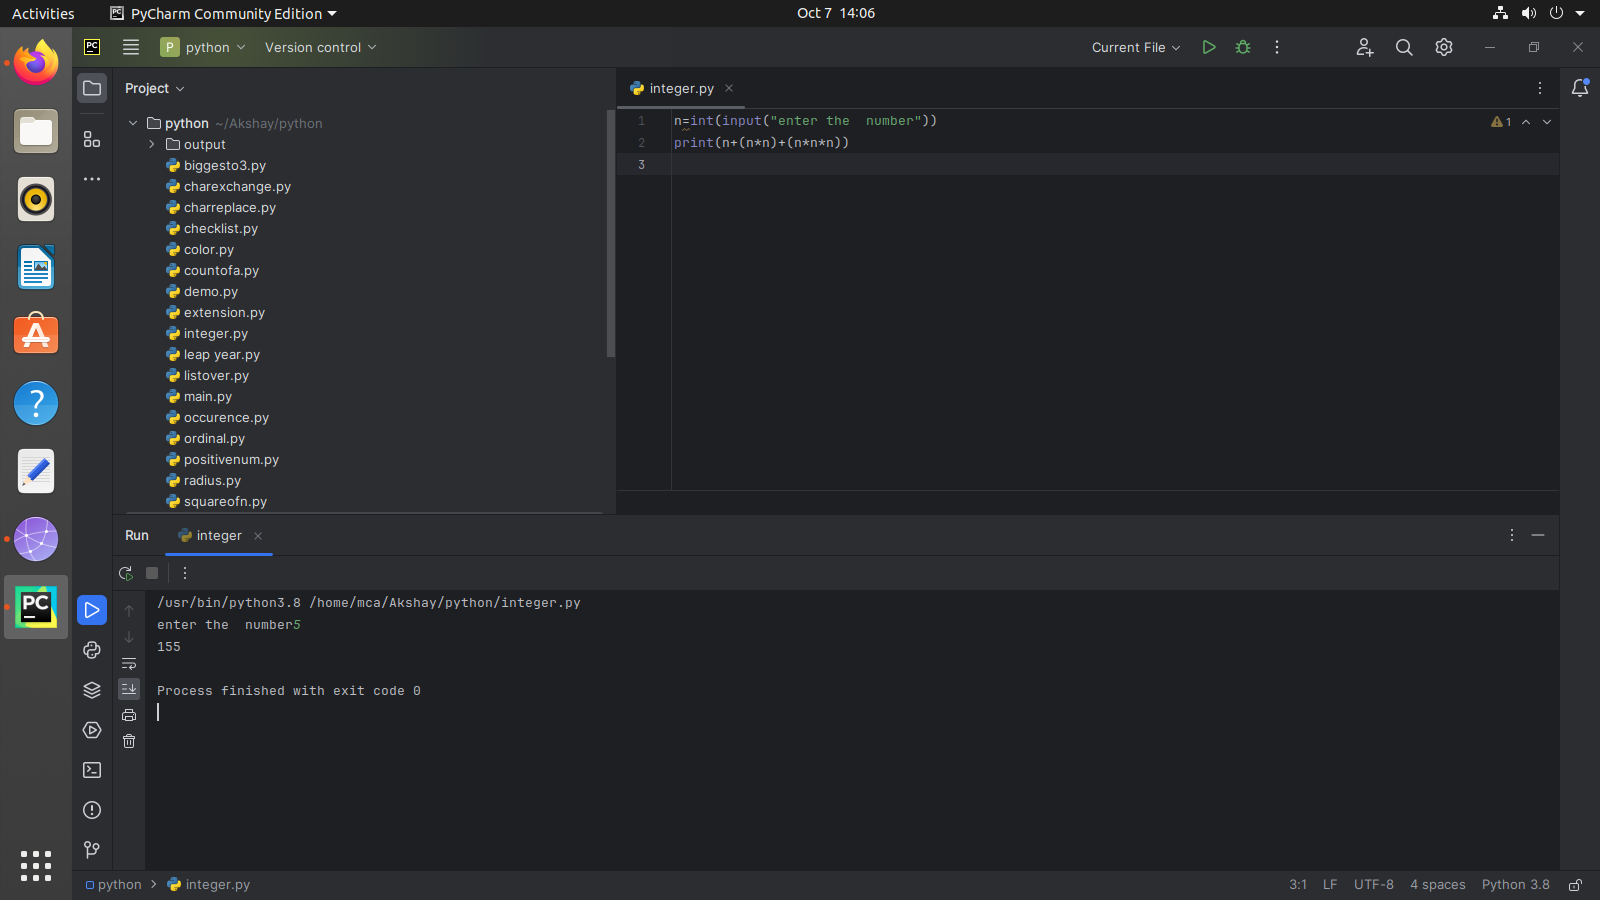 Activities
PyCharm Community Edition
Oct 7 14:06
PC
P python
Version control
Current File
Project
integer.py
python ~/Akshay/python
output
biggesto3.py
charexchange.py
charreplace.py
checklist.py
color.py
countofa.py
demo.py
extension.py
integer.py
leap year.py
listover.py
main.py
occurence.py
ordinal.py
positivenum.py
radius.py
squareofn.py
1 n=int(input("enter the  number"))
2 print(n+(n*n)+(n*n*n))
3
1
Run
integer
/usr/bin/python3.8 /home/mca/Akshay/python/integer.py
enter the  number5
155
Process finished with exit code 0
PC
python
integer.py
3:1
LF
UTF-8
4 spaces
Python 3.8